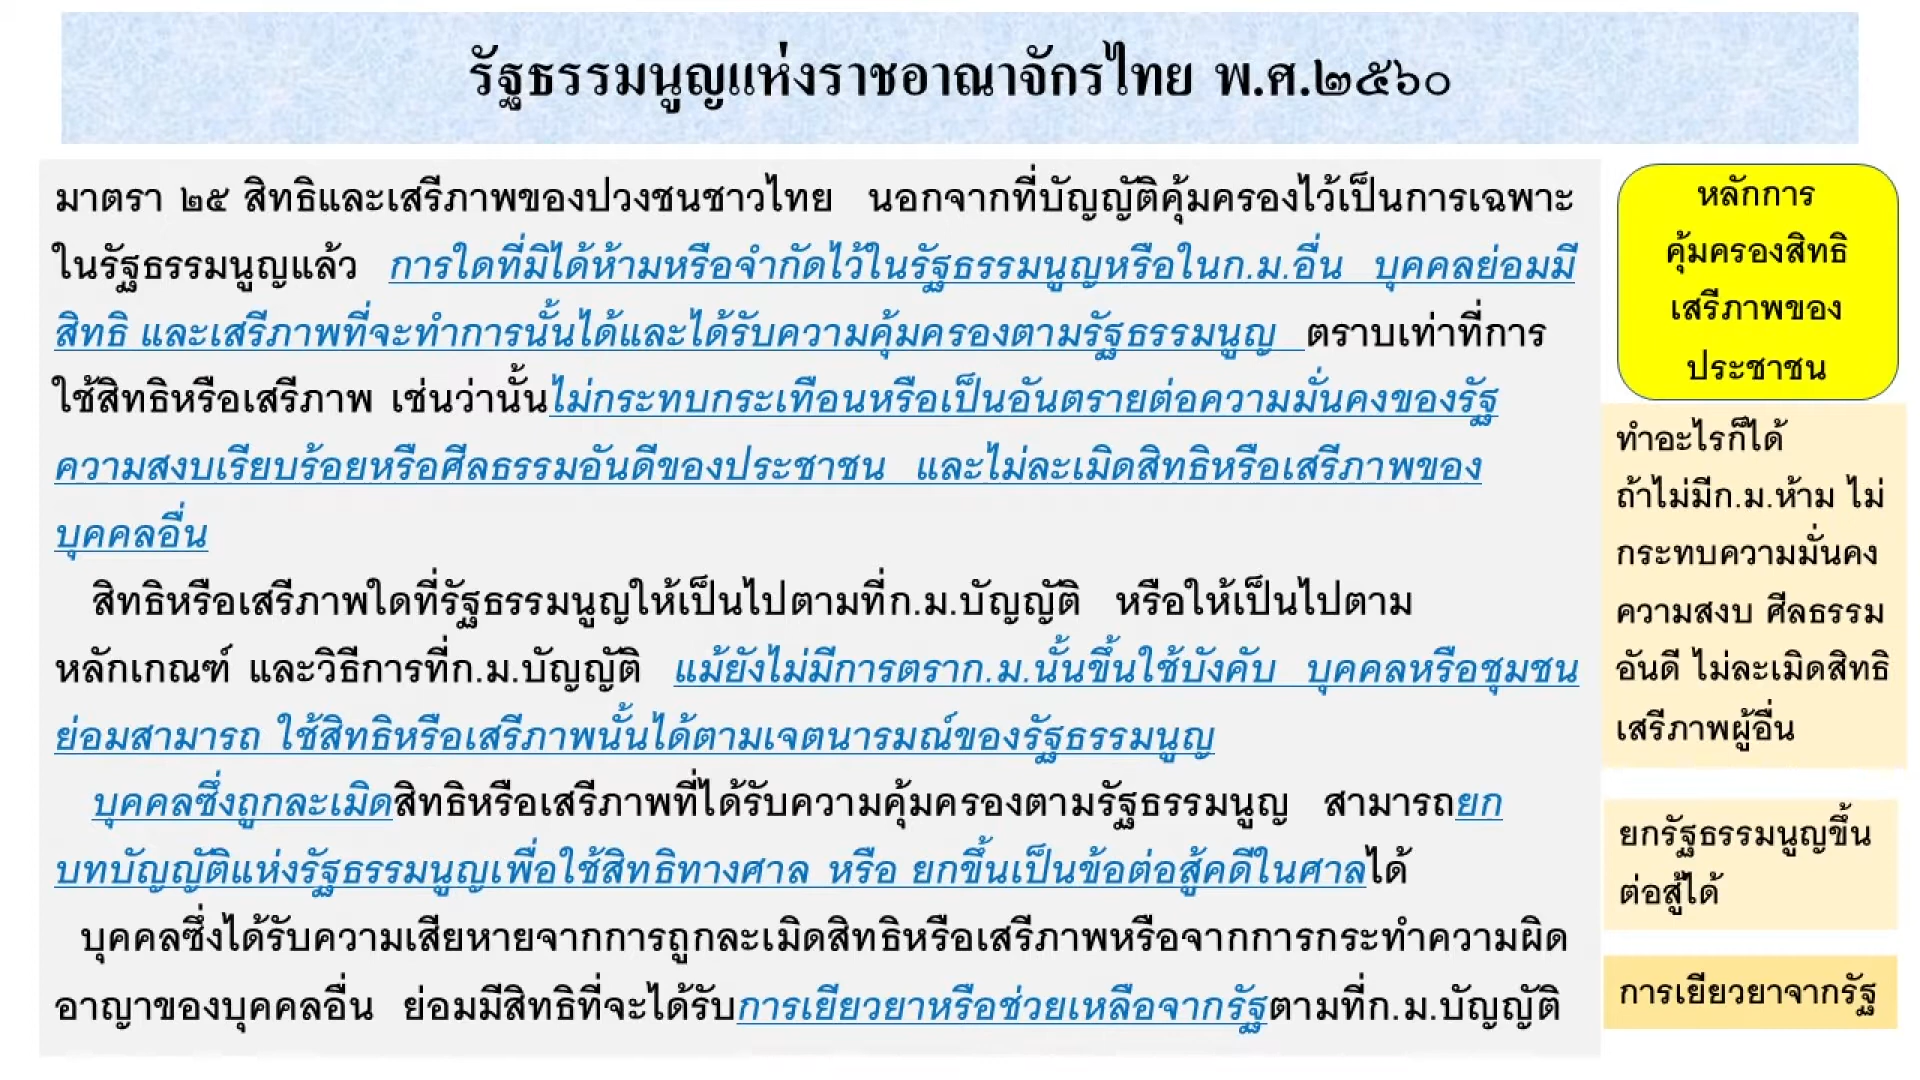 รัฐธรรมนูญแห่งราชอาณาจักรไทย พ.ศ.๒๕๖๐
มาตรา ๒๕ สิทธิและเสรีภาพของปวงชนชาวไทย นอกจากที่บัญญัติคุ้มครองไว้เป็นการเฉพาะ
ในรัฐธรรมนูญแล้ว การใดที่มิได้ห้ามหรือจำกัดไว้ในรัฐธรรมนูญหรือในก.ม.อื่น บุคคลย่อมมี
สิทธิ และเสรีภาพที่จะทำการนั้นได้และได้รับความคุ้มครองตามรัฐธรรมนูญ ตราบเท่าที่การ
ใช้สิทธิหรือเสรีภาพ เช่นว่านั้นไม่กระทบกระเทือนหรือเป็นอันตรายต่อความมั่นคงของรัฐ
ความสงบเรียบร้อยหรือศีลธรรมอันดีของประชาชน และไม่ละเมิดสิทธิหรือเสรีภาพของ
บุคคลอื่น
สิทธิหรือเสรีภาพใดที่รัฐธรรมนูญให้เป็นไปตามที่ก.ม.บัญญัติ หรือให้เป็นไปตาม
หลักเกณฑ์ และวิธีการที่ก.ม.บัญญัติ แม้ยังไม่มีการตราก.ม.นั้นขึ้นใช้บังคับ บุคคลหรือชุมชน
ย่อมสามารถ ใช้สิทธิหรือเสรีภาพนั้นได้ตามเจตนารมณ์ของรัฐธรรมนูญ
บุคคลซึ่งถูกละเมิดสิทธิหรือเสรีภาพที่ได้รับความคุ้มครองตามรัฐธรรมนูญ สามารถยก
บทบัญญัติแห่งรัฐธรรมนูญเพื่อใช้สิทธิทางศาล หรือ ยกขึ้นเป็นข้อต่อสู้คดีในศาลได้
บุคคลซึ่งได้รับความเสียหายจากการถูกละเมิดสิทธิหรือเสรีภาพหรือจากการกระทำความผิด
อาญาของบุคคลอื่น ย่อมมีสิทธิที่จะได้รับการเยียวยาหรือช่วยเหลือจากรัฐตามที่ก.ม.บัญญัติ
หลักการ
คุ้มครองสิทธิ
เสรีภาพของ
ประชาชน
ทำอะไรก็ได้
ถ้าไม่มีก.ม.ห้าม ไม่
กระทบความมั่นคง
ความสงบ ศีลธรรม
อันดี ไม่ละเมิดสิทธิ
เสรีภาพผู้อื่น
ยกรัฐธรรมนูญขึ้น
ต่อสู้ได้
การเยียวยาจากรัฐ